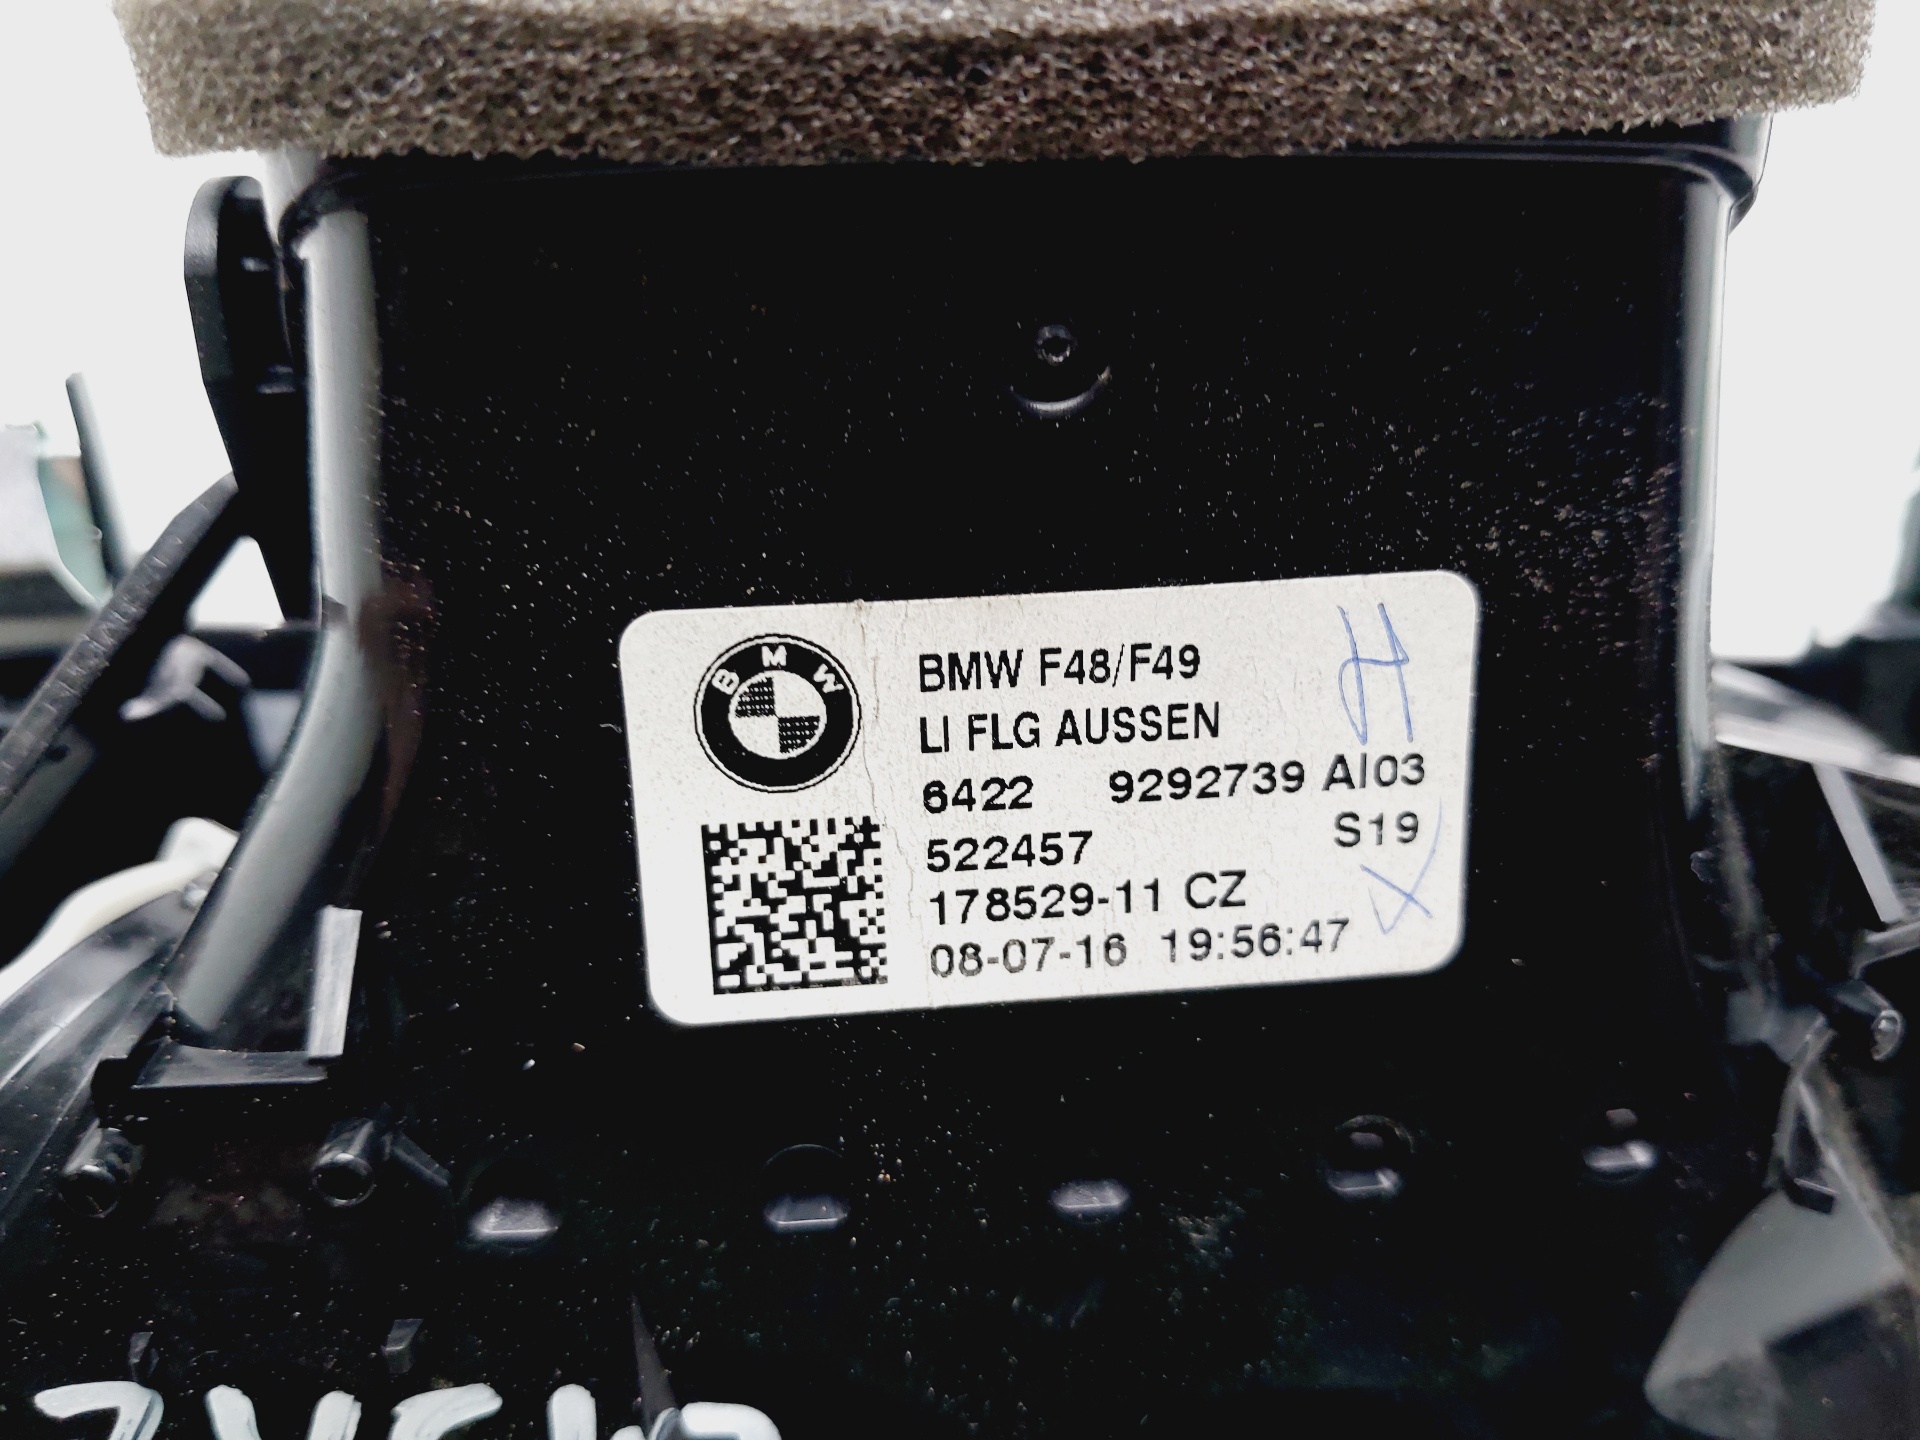 BMW
BMW F48/F49
H
LI FLG AUSSEN
6422 9292739 AI03
522457 S19
178529-11 CZ
08-07-16 19:56:47